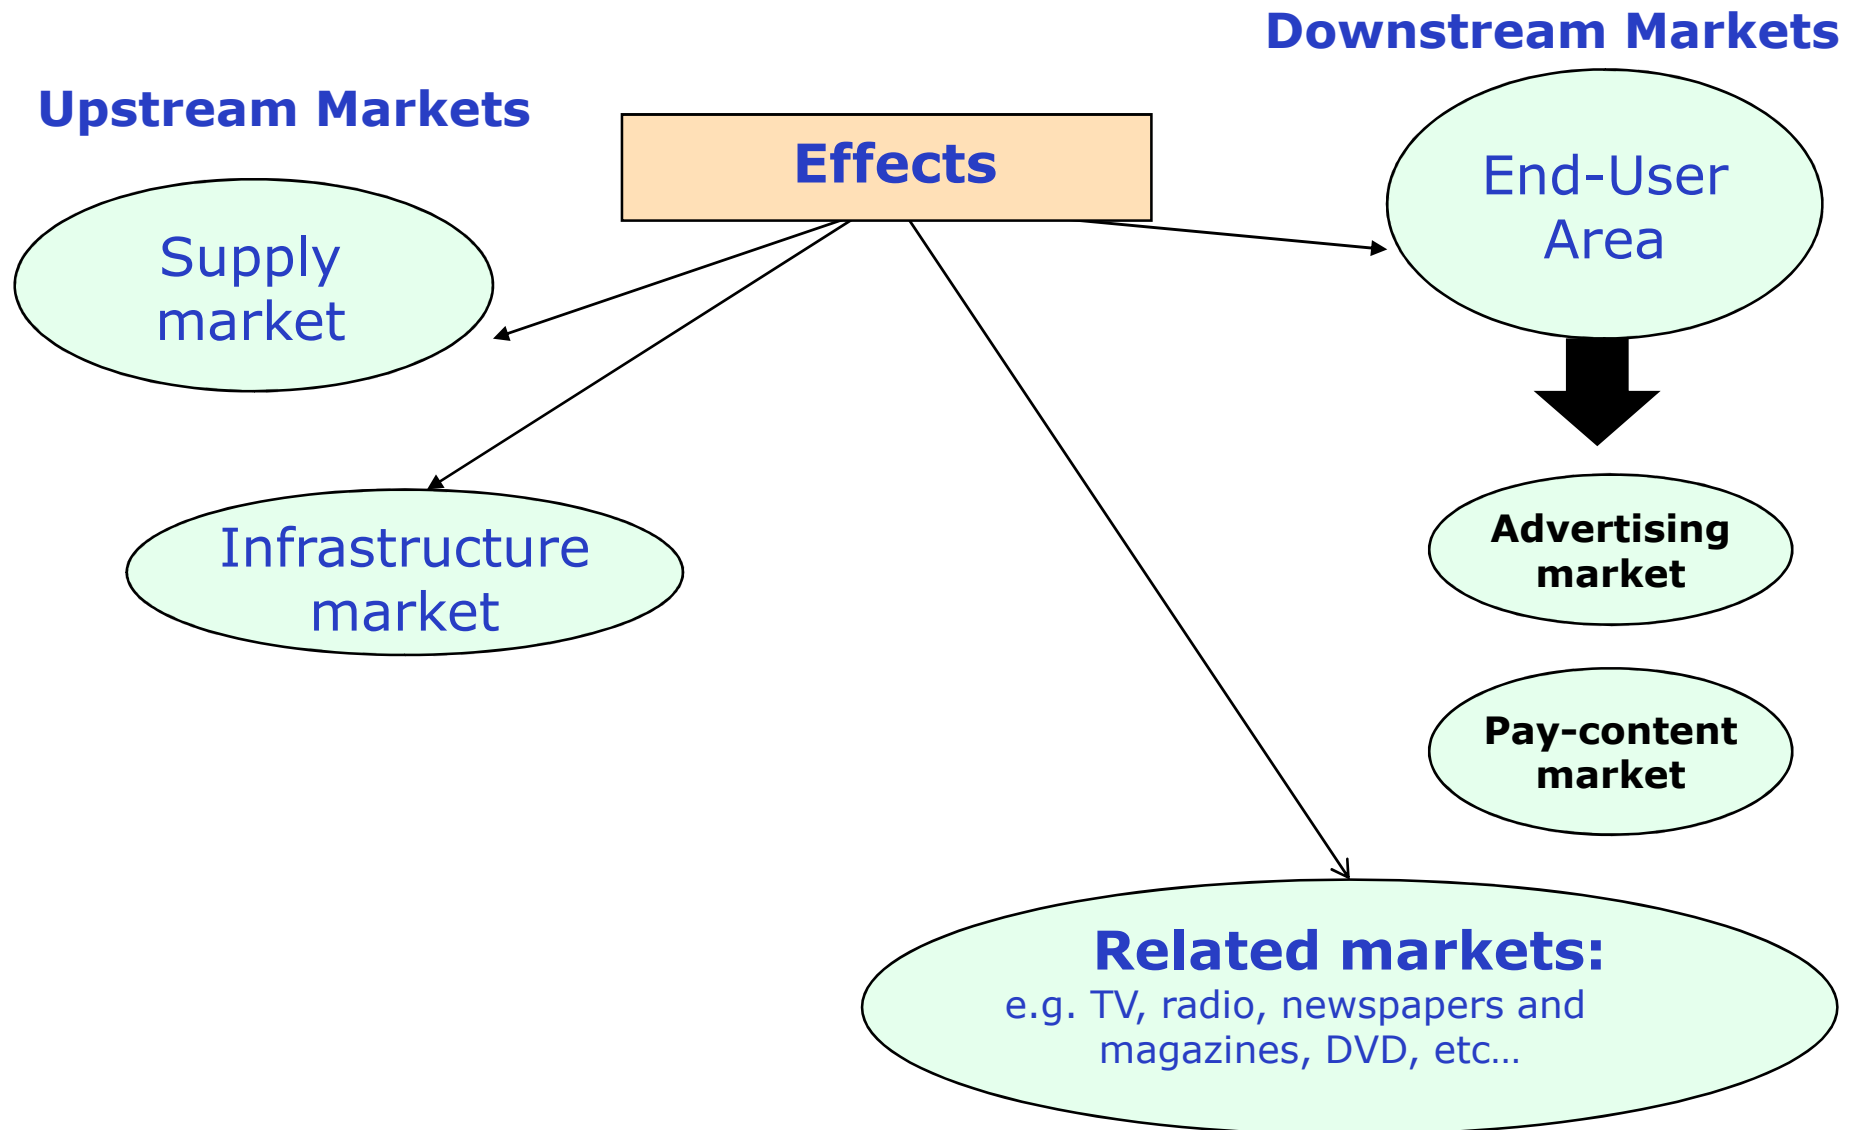 Downstream Markets
Upstream Markets
Effects
End-User
Area
Supply
market
Infrastructure
market
Advertising
market
Pay-content
market
Related markets:
e.g. TV, radio, newspapers and
magazines, DVD, etc…